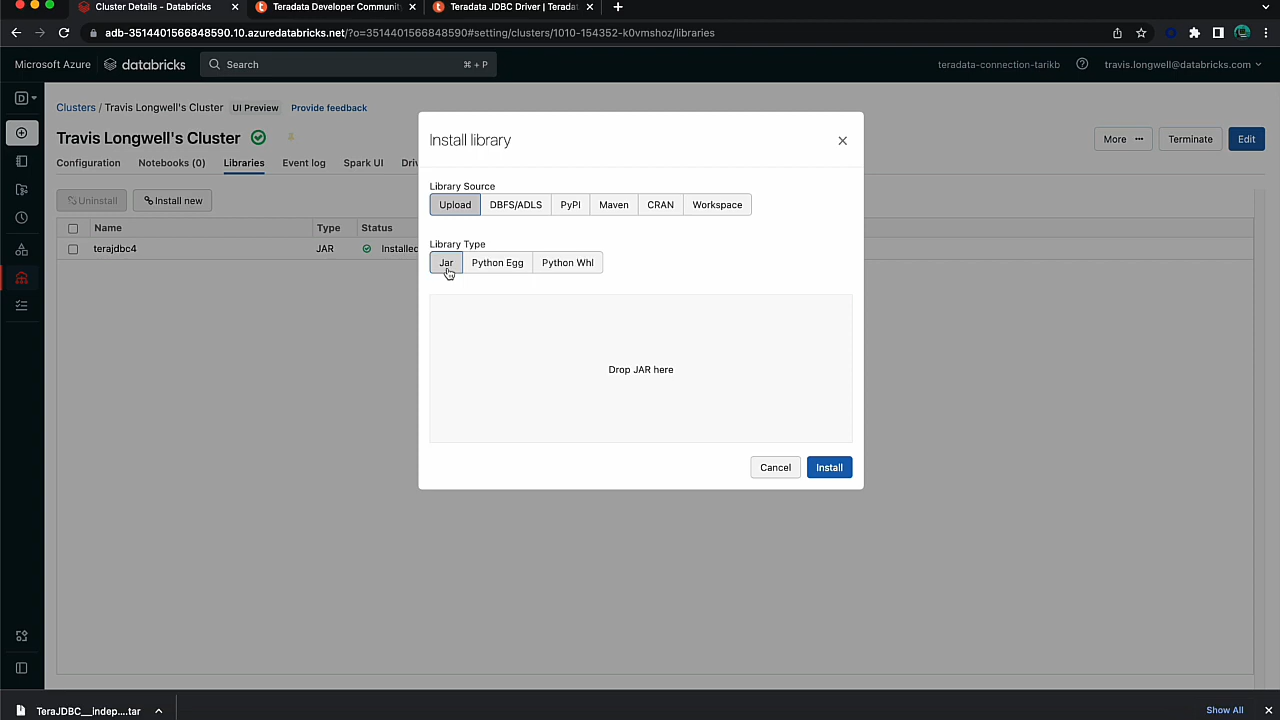 Cluster Details - Databricks
Teradata Developer Communit
Teradata JDBC Driver | Terada
adb-3514401566848590.10.azuredatabricks.net/?o=3514401566848590#setting/clusters/1010-154352-k0vmshoz/libraries
Microsoft Azure databricks Search ⌘ + P teradata-connection-tarikb travis.longwell@databricks.com
D Clusters / Travis Longwell's Cluster UI Preview Provide feedback
Travis Longwell's Cluster More Terminate Edit
Configuration Notebooks (0) Libraries Event log Spark UI Driv
Uninstall Install new
Name Type Status
terajdbc4 JAR Installed
Install library
Library Source
Upload DBFS/ADLS PyPI Maven CRAN Workspace
Library Type
Jar Python Egg Python Whl
Drop JAR here
Cancel Install
TeraJDBC__indep....tar Show All